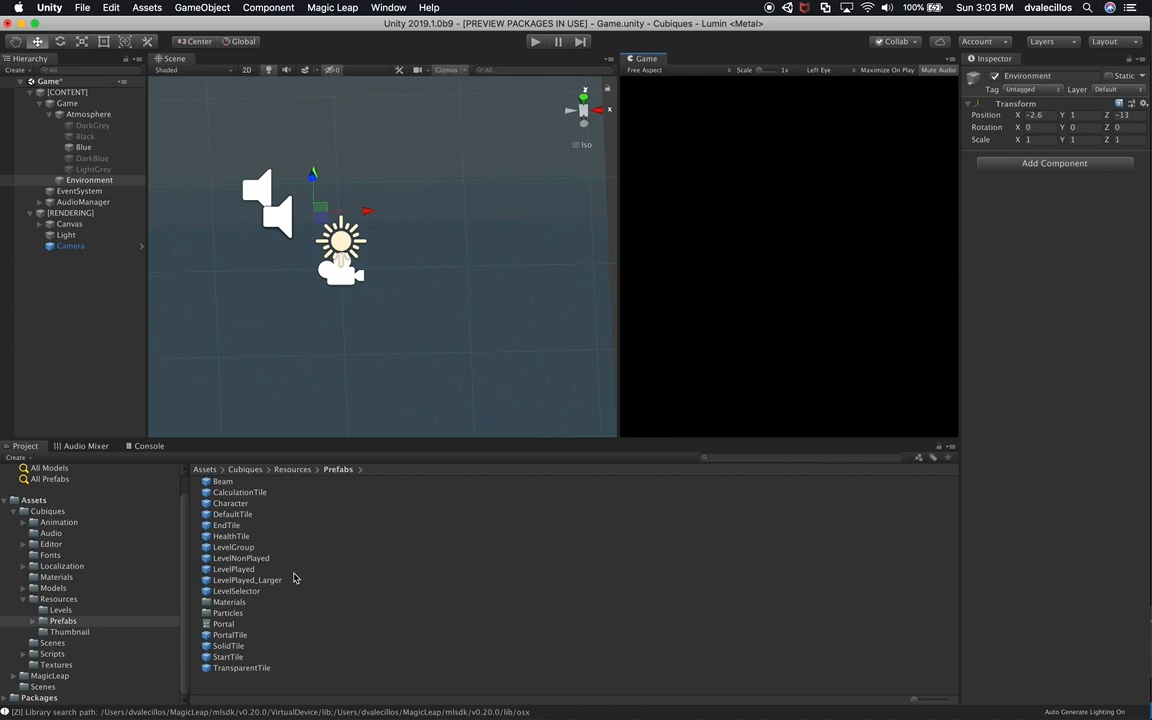 Unity File Edit Assets GameObject Component Magic Leap Window Help 100% Sun 3:03 PM dvalecillos
Unity 2019.1.0b9 - [PREVIEW PACKAGES IN USE] - Game.unity - Cubiques - Lumin <Metal>
Center Global Collab Account Layers Layout
Hierarchy Scene Game Inspector
Create All Shaded 2D 0 Gizmos All Free Aspect Scale 1x Left Eye Maximize On Play Mute Audio
Environment Static
Tag Untagged Layer Default
Transform
Position X -2.6 Y 1 Z -13
Rotation X 0 Y 0 Z 0
Scale X 1 Y 1 Z 1
Add Component
Game*
[CONTENT]
Game
Atmosphere
DarkGrey
Black
Blue
DarkBlue
LightGrey
Environment
EventSystem
AudioManager
[RENDERING]
Canvas
Light
Camera
x
Iso
Project Audio Mixer Console
Create
All Models
All Prefabs
Assets
Cubiques
Animation
Audio
Editor
Fonts
Localization
Materials
Models
Resources
Levels
Prefabs
Thumbnail
Scenes
Scripts
Textures
MagicLeap
Scenes
Packages
Assets > Cubiques > Resources > Prefabs >
Beam
CalculationTile
Character
DefaultTile
EndTile
HealthTile
LevelGroup
LevelNonPlayed
LevelPlayed
LevelPlayed_Larger
LevelSelector
Materials
Particles
Portal
PortalTile
SolidTile
StartTile
TransparentTile
[ZI] Library search path: /Users/dvalecillos/MagicLeap/mlsdk/v0.20.0/VirtualDevice/lib:/Users/dvalecillos/MagicLeap/mlsdk/v0.20.0/lib/osx
Auto Generate Lighting On